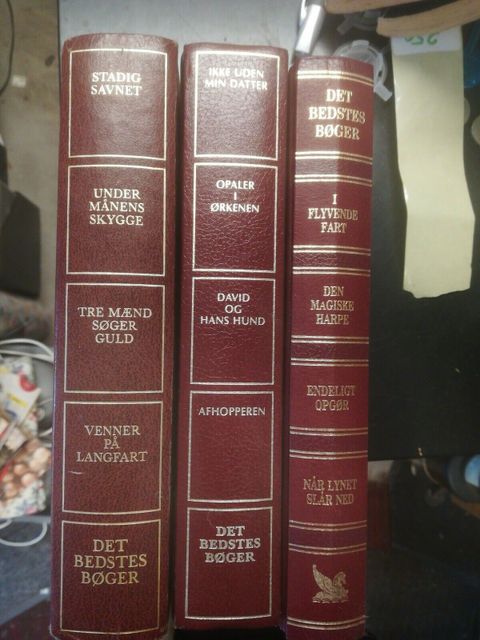 STADIG
SAVNET
UNDER
MÅNENS
SKYGGE
TRE MÆND
SØGER
GULD
VENNER
PÅ
LANGFART
DET
BEDSTES
BØGER
IKKE UDEN
MIN DATTER
OPALER
I
ØRKENEN
DAVID
OG
HANS HUND
AFHOPPEREN
DET
BEDSTES
BØGER
DET
BEDSTES
BØGER
I
FLYVENDE
FART
DEN
MAGISKE
HARPE
ENDELIGT
OPGØR
NÅR LYNET
SLÅR NED